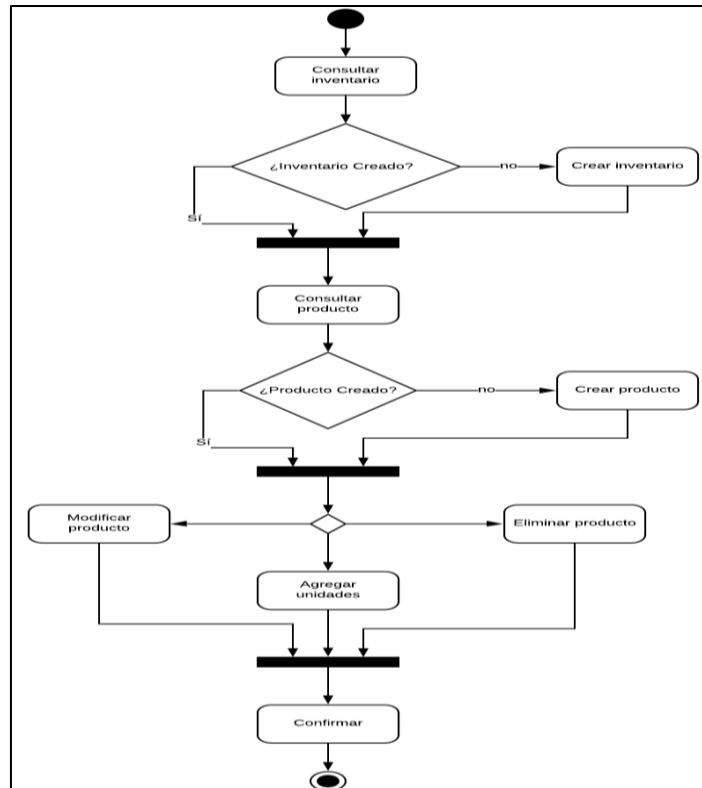 Consultar
inventario
¿Inventario Creado?
no
Crear inventario
Sí
Consultar
producto
¿Producto Creado?
no
Crear producto
Sí
Modificar
producto
Eliminar producto
Agregar
unidades
Confirmar